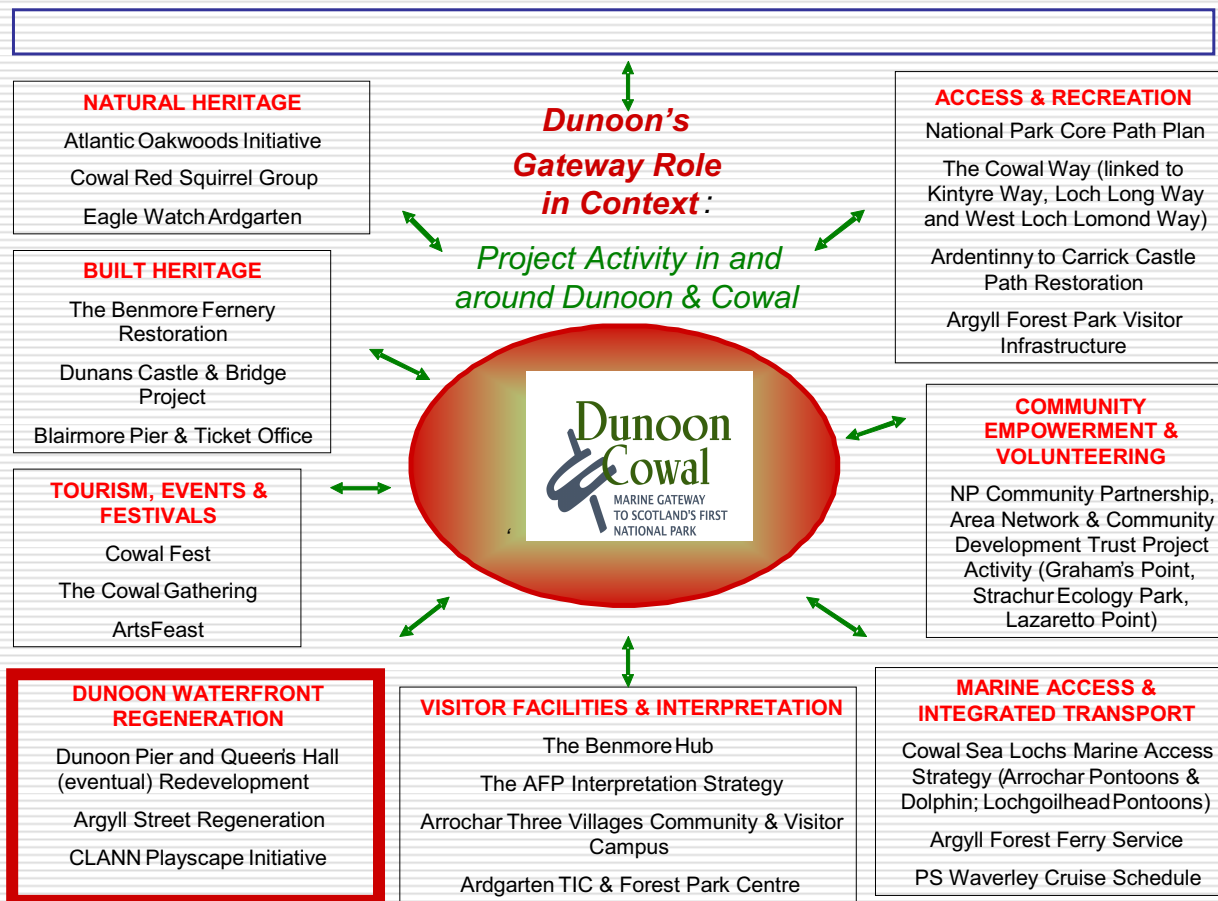 Dunoon's
Gateway Role
in Context:
Project Activity in and
around Dunoon & Cowal
NATURAL HERITAGE
Atlantic Oakwoods Initiative
Cowal Red Squirrel Group
Eagle Watch Ardgarten
BUILT HERITAGE
The Benmore Fernery
Restoration
Dunans Castle & Bridge
Project
Blairmore Pier & Ticket Office
TOURISM, EVENTS &
FESTIVALS
Cowal Fest
The Cowal Gathering
ArtsFeast
DUNOON WATERFRONT
REGENERATION
Dunoon Pier and Queen's Hall
(eventual) Redevelopment
Argyll Street Regeneration
CLANN Playscape Initiative
Dunoon
Cowal
MARINE GATEWAY
TO SCOTLAND'S FIRST
NATIONAL PARK
VISITOR FACILITIES & INTERPRETATION
The Benmore Hub
The AFP Interpretation Strategy
Arrochar Three Villages Community & Visitor
Campus
Ardgarten TIC & Forest Park Centre
ACCESS & RECREATION
National Park Core Path Plan
The Cowal Way (linked to
Kintyre Way, Loch Long Way
and West Loch Lomond Way)
Ardentinny to Carrick Castle
Path Restoration
Argyll Forest Park Visitor
Infrastructure
COMMUNITY
EMPOWERMENT &
VOLUNTEERING
NP Community Partnership,
Area Network & Community
Development Trust Project
Activity (Graham's Point,
Strachur Ecology Park,
Lazaretto Point)
MARINE ACCESS &
INTEGRATED TRANSPORT
Cowal Sea Lochs Marine Access
Strategy (Arrochar Pontoons &
Dolphin; Lochgoilhead Pontoons)
Argyll Forest Ferry Service
PS Waverley Cruise Schedule